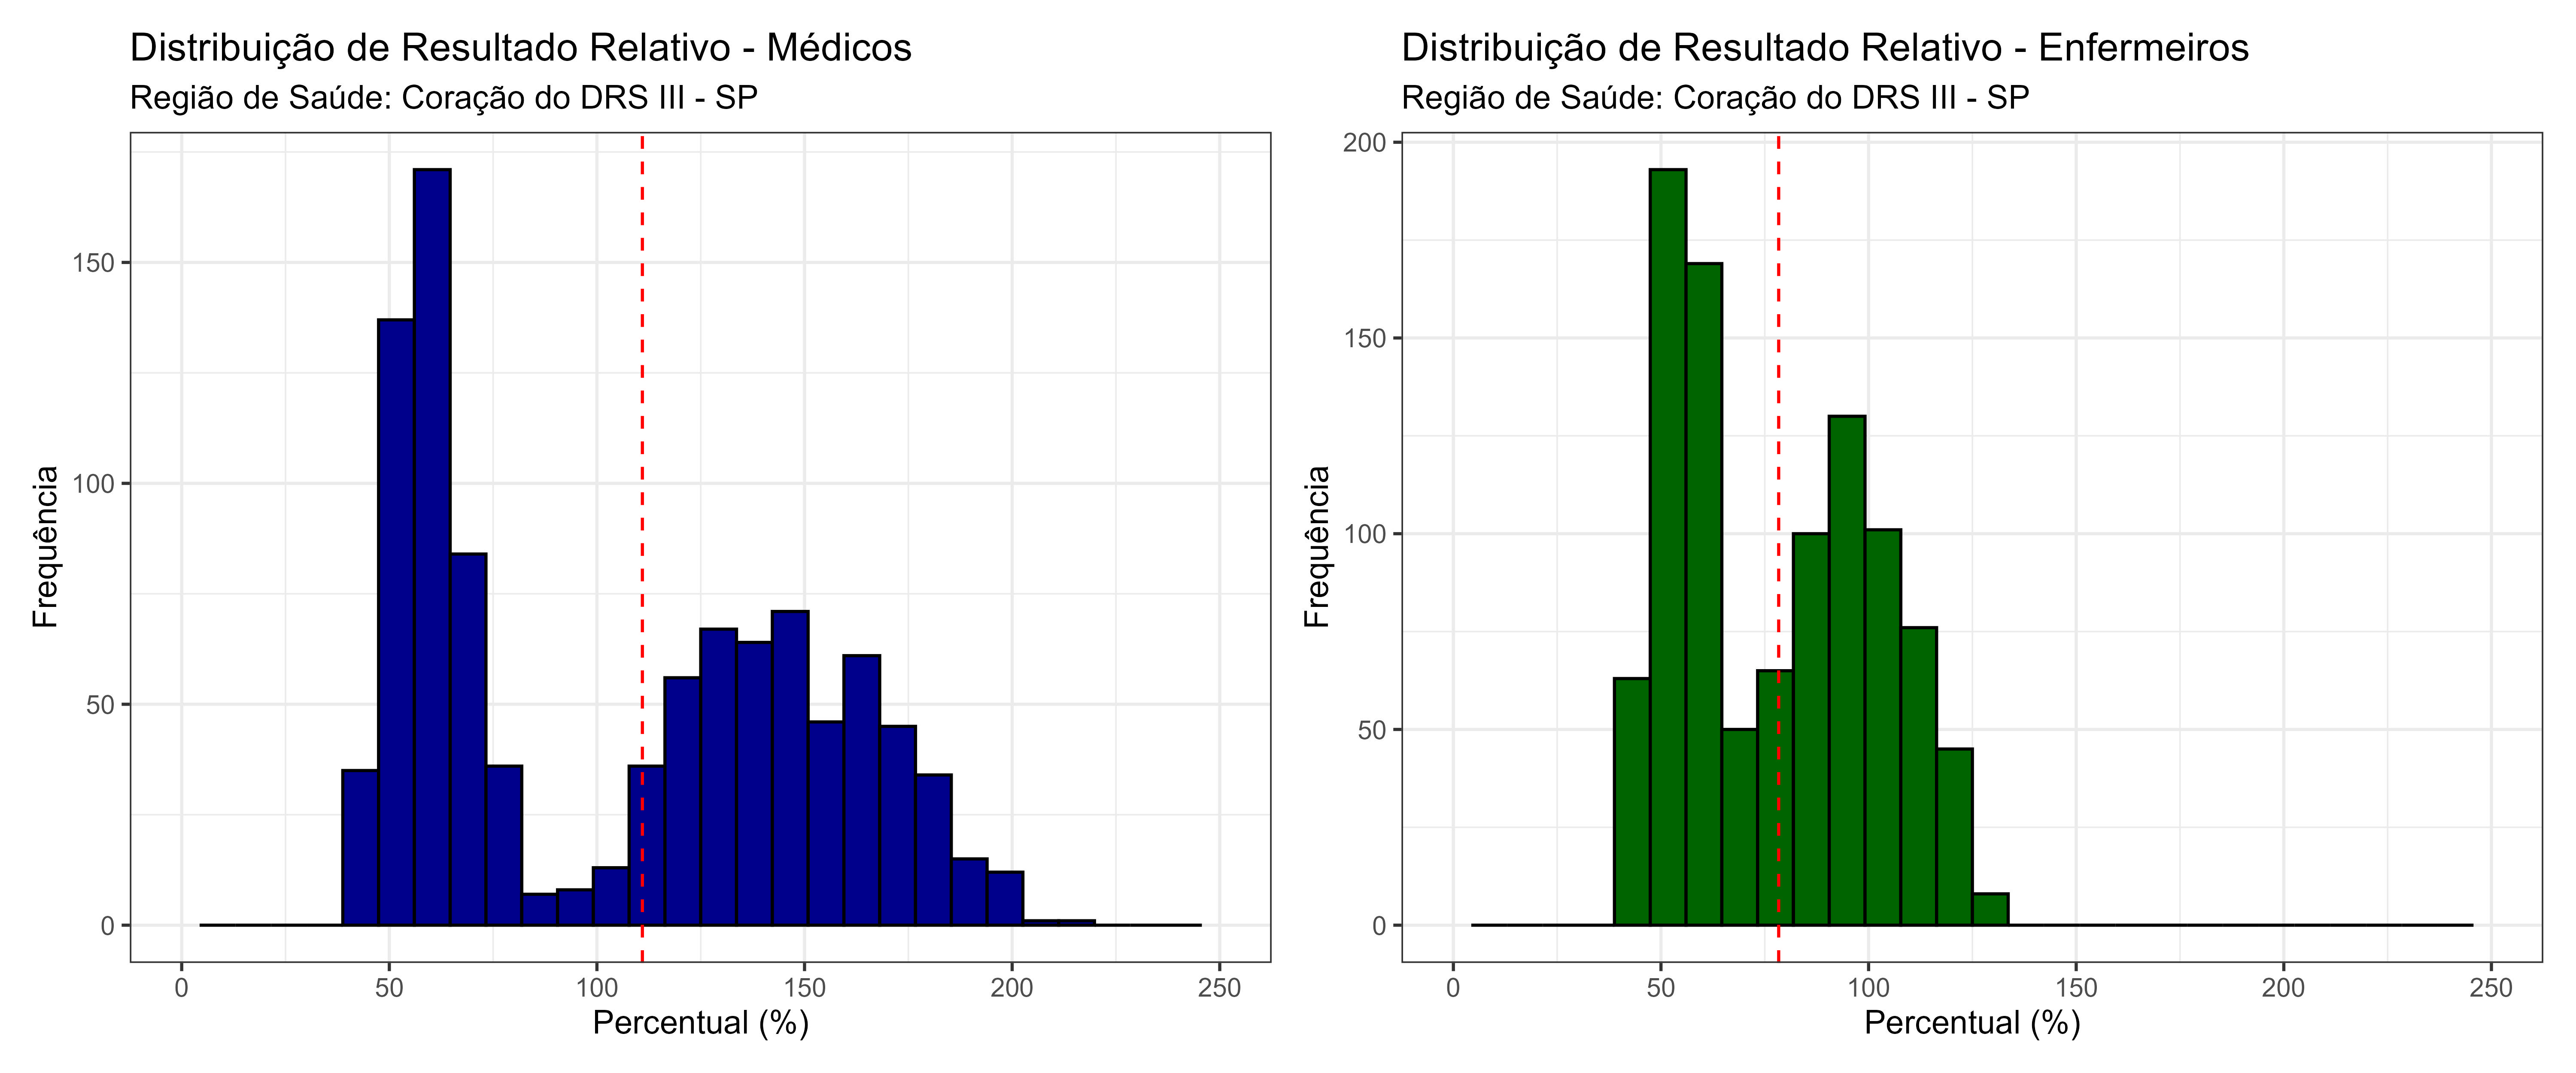 Distribuição de Resultado Relativo - Médicos
Região de Saúde: Coração do DRS III - SP
Frequência
150
100
50
0
0 50 100 150 200 250
Percentual (%)
Distribuição de Resultado Relativo - Enfermeiros
Região de Saúde: Coração do DRS III - SP
Frequência
200
150
100
50
0
0 50 100 150 200 250
Percentual (%)